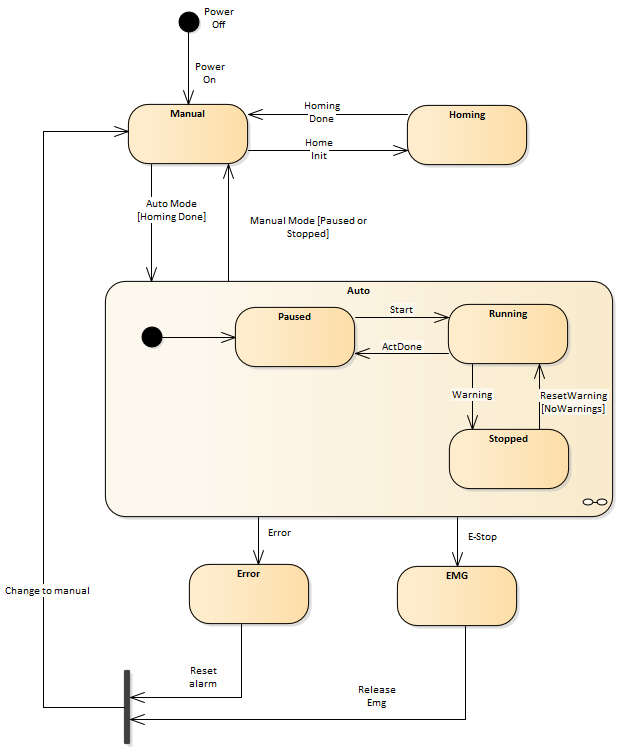 Power
Off
Power
On
Manual
Homing
Done
Homing
Home
Init
Auto Mode
[Homing Done]
Manual Mode [Paused or
Stopped]
Auto
Paused
Start
Running
ActDone
Warning
ResetWarning
[NoWarnings]
Stopped
Error
E-Stop
Error
EMG
Change to manual
Reset
alarm
Release
Emg